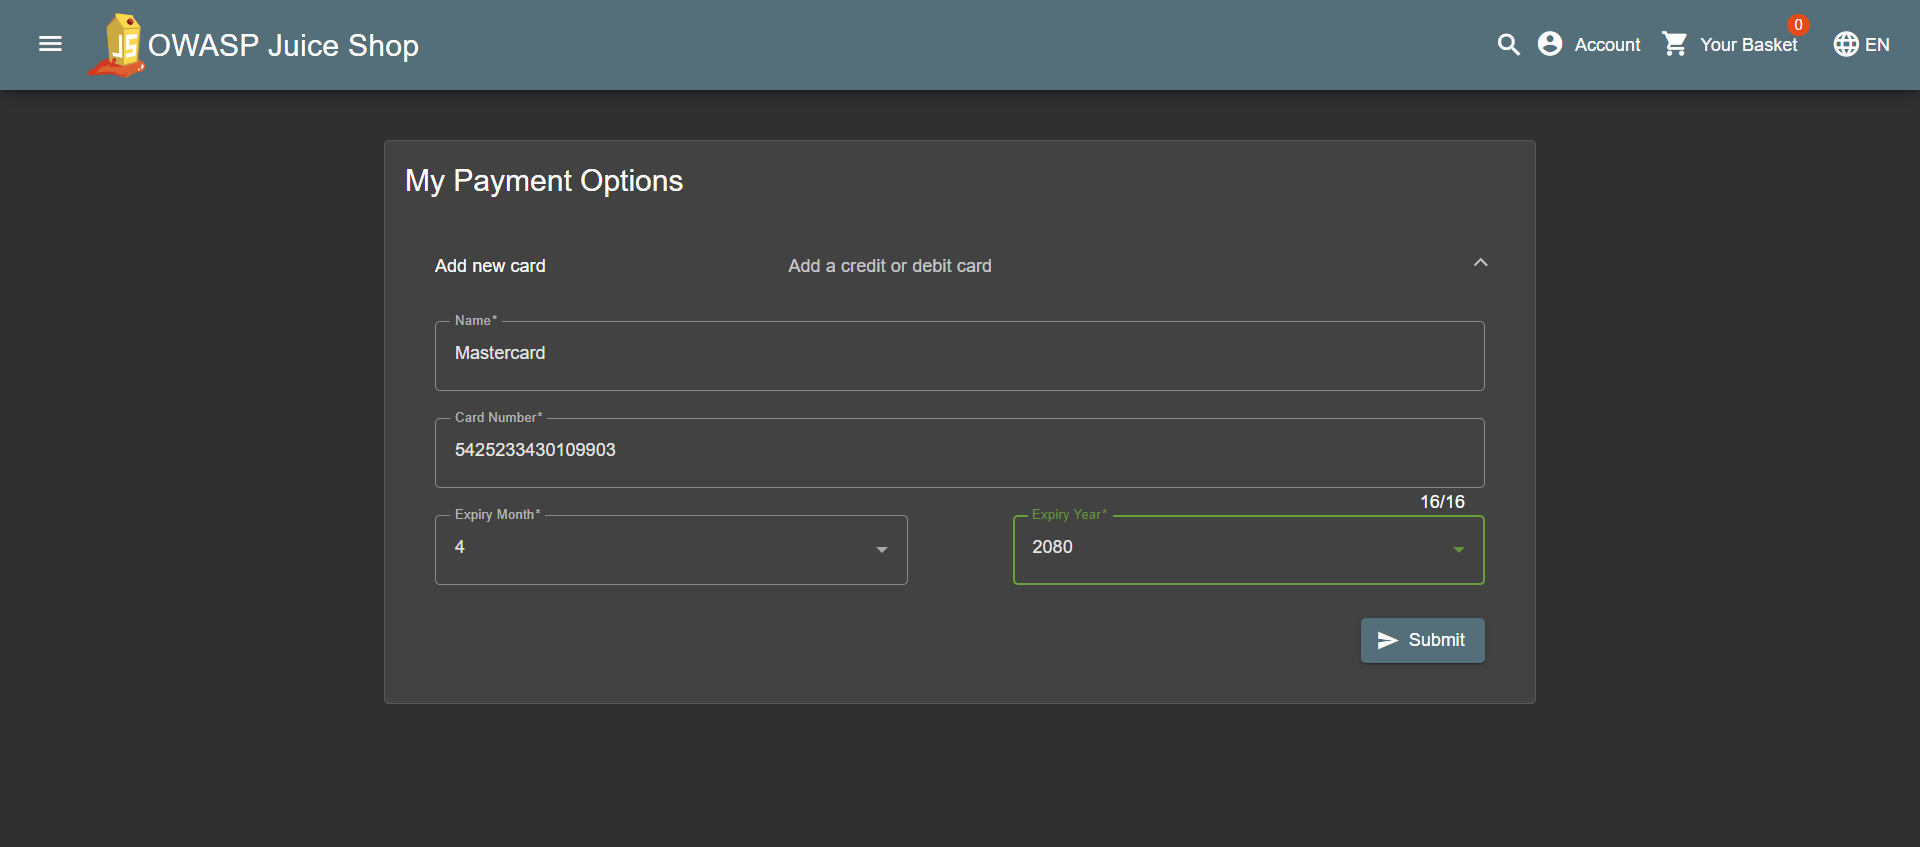 JS
OWASP Juice Shop
Account
Your Basket
0
EN
My Payment Options
Add new card
Add a credit or debit card
Name*
Mastercard
Card Number*
5425233430109903
16/16
Expiry Month*
4
Expiry Year*
2080
Submit